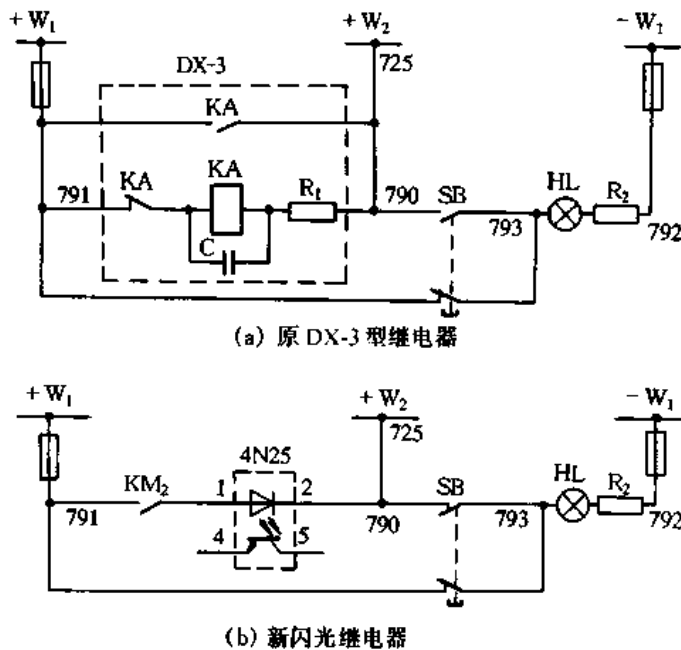 + W₁
+ W₂
− W₁
725
DX-3
KA
791
KA
KA
R₁
790
SB
793
HL
R₂
792
C
(a) 原 DX-3 型继电器
+ W₁
+ W₂
− W₁
725
4N25
KM₂
1
2
791
790
SB
793
HL
R₂
792
4
5
(b) 新闪光继电器